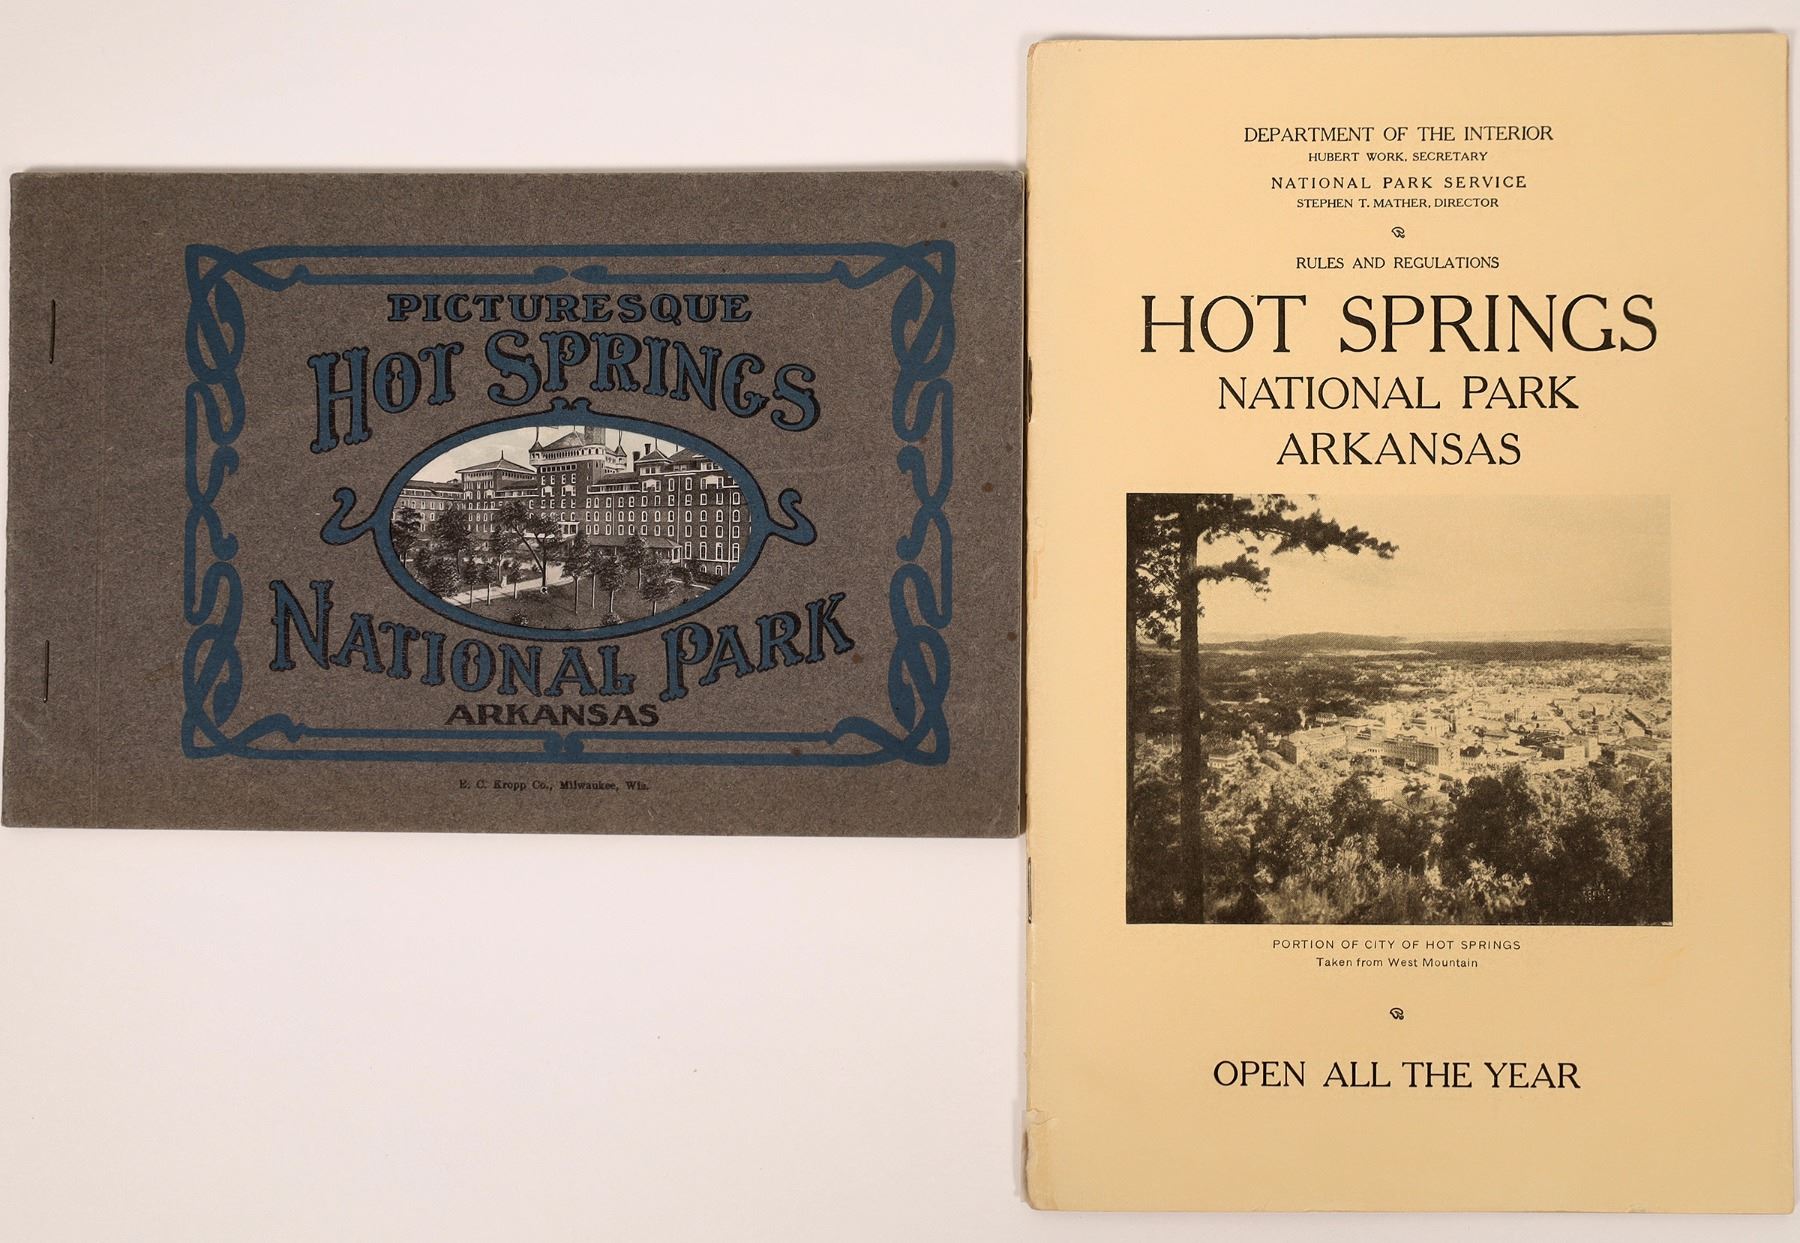 PICTURESQUE
HOT SPRINGS
NATIONAL PARK
ARKANSAS
E. C. Kropp Co., Milwaukee, Wis.
DEPARTMENT OF THE INTERIOR
HUBERT WORK, SECRETARY
NATIONAL PARK SERVICE
STEPHEN T. MATHER, DIRECTOR
RULES AND REGULATIONS
HOT SPRINGS
NATIONAL PARK
ARKANSAS
PORTION OF CITY OF HOT SPRINGS
Taken from West Mountain
OPEN ALL THE YEAR